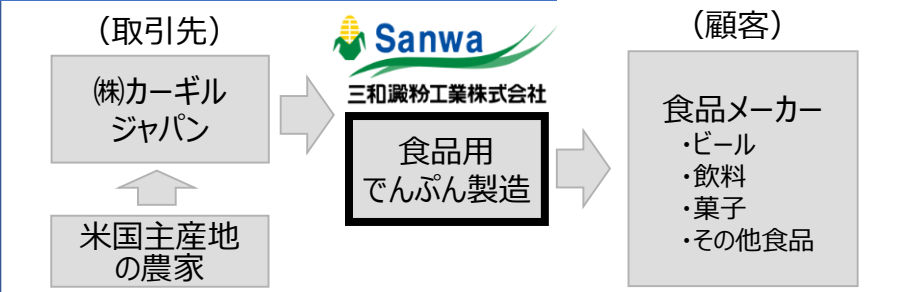 （取引先）
㈱カーギル
ジャパン
米国主産地
の農家
Sanwa
三和澱粉工業株式会社
食品用
でんぷん製造
（顧客）
食品メーカー
・ビール
・飲料
・菓子
・その他食品